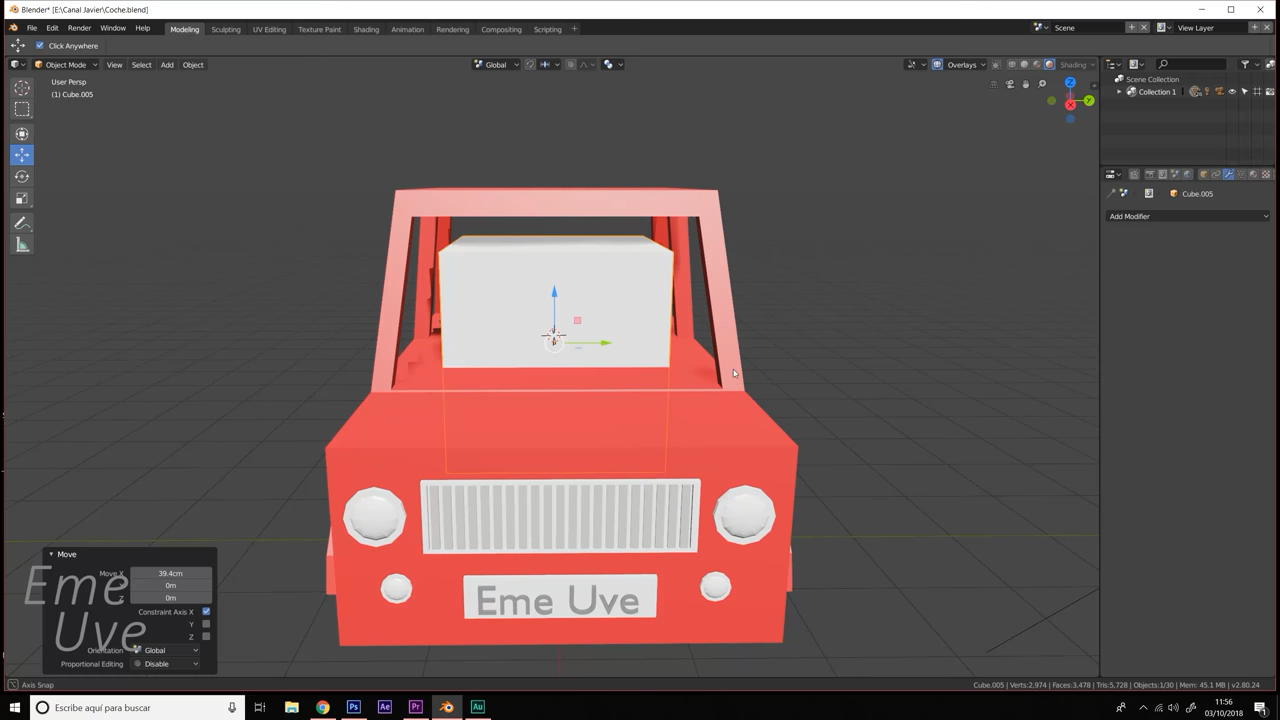 Blender* [E:\Canal Javier\Coche.blend]
File Edit Render Window Help
Modeling Sculpting UV Editing Texture Paint Shading Animation Rendering Compositing Scripting +
Scene
View Layer
Click Anywhere
Object Mode View Select Add Object
Global
Overlays
Shading
User Persp
(1) Cube.005
Z
Y
X
Scene Collection
Collection 1
Cube.005
Add Modifier
Eme Uve
Move
Move X 39.4cm
Y 0m
Z 0m
Constraint Axis X
Y
Z
Orientation Global
Proportional Editing Disable
Eme
Uve
Axis Snap
Cube.005 | Verts:2,974 | Faces:3,478 | Tris:5,728 | Objects:1/30 | Mem: 45.1 MB | v2.80.24
Escribe aquí para buscar
Ps
Ae
Pr
Au
11:56
03/10/2018